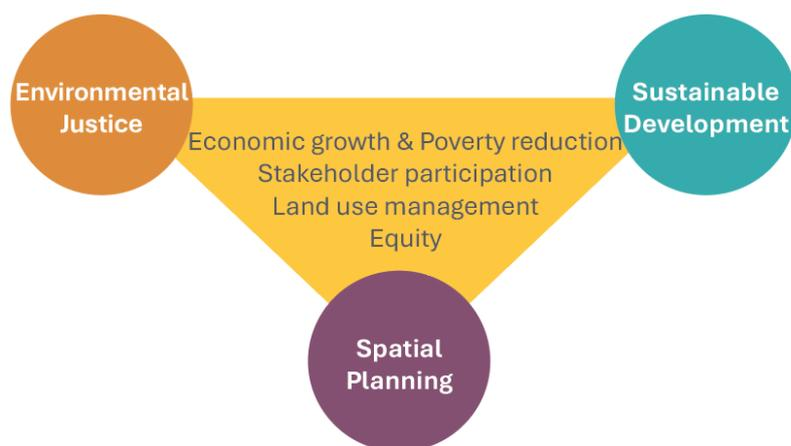 Environmental
Justice
Sustainable
Development
Economic growth & Poverty reduction
Stakeholder participation
Land use management
Equity
Spatial
Planning